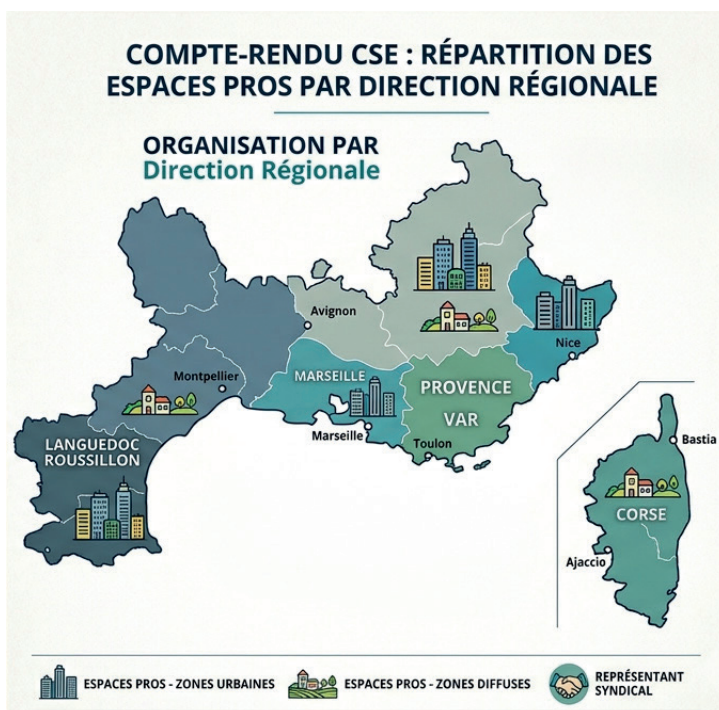 COMPTE-RENDU CSE : RÉPARTITION DES
ESPACES PROS PAR DIRECTION RÉGIONALE
ORGANISATION PAR
Direction Régionale
Avignon
Nice
Montpellier
MARSEILLE
Marseille
PROVENCE
VAR
Toulon
LANGUEDOC
ROUSSILLON
Bastia
CORSE
Ajaccio
ESPACES PROS - ZONES URBAINES
ESPACES PROS - ZONES DIFFUSES
REPRÉSENTANT
SYNDICAL